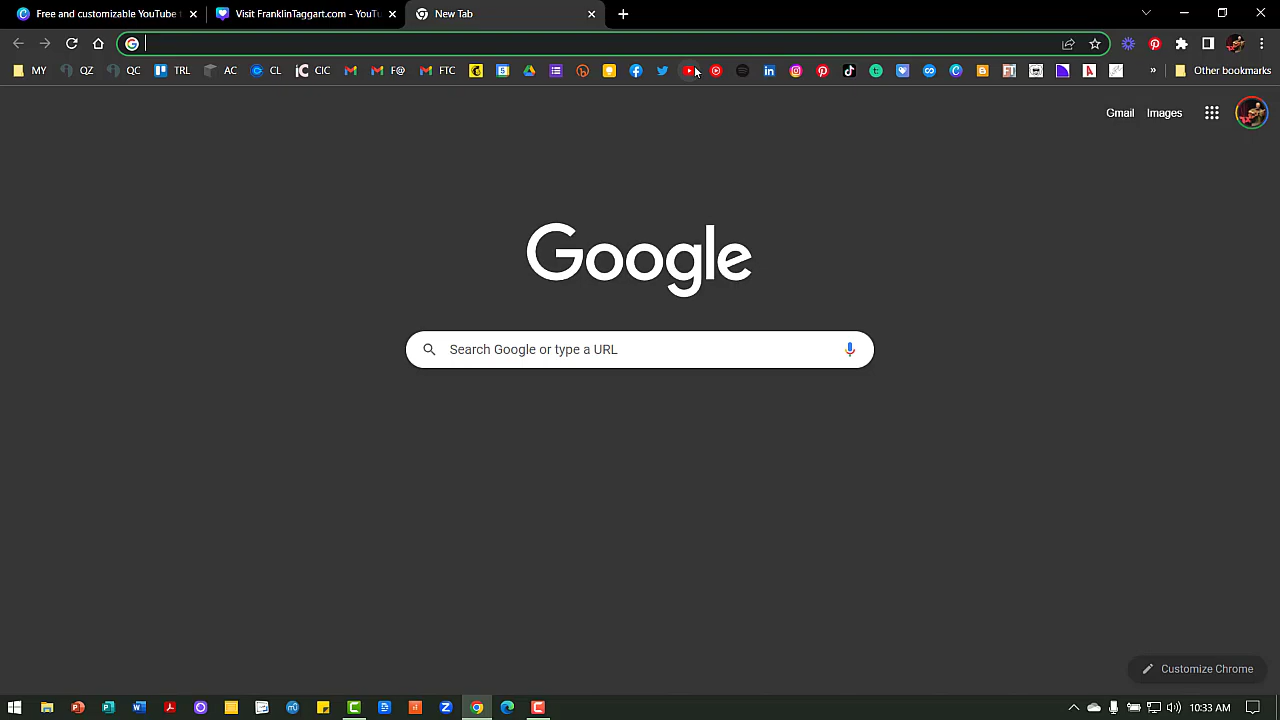 Free and customizable YouTube
Visit FranklinTaggart.com - YouTu
New Tab
MY
QZ
QC
TRL
AC
CL
CIC
F@
FTC
Other bookmarks
Gmail
Images
Google
Search Google or type a URL
Customize Chrome
10:33 AM